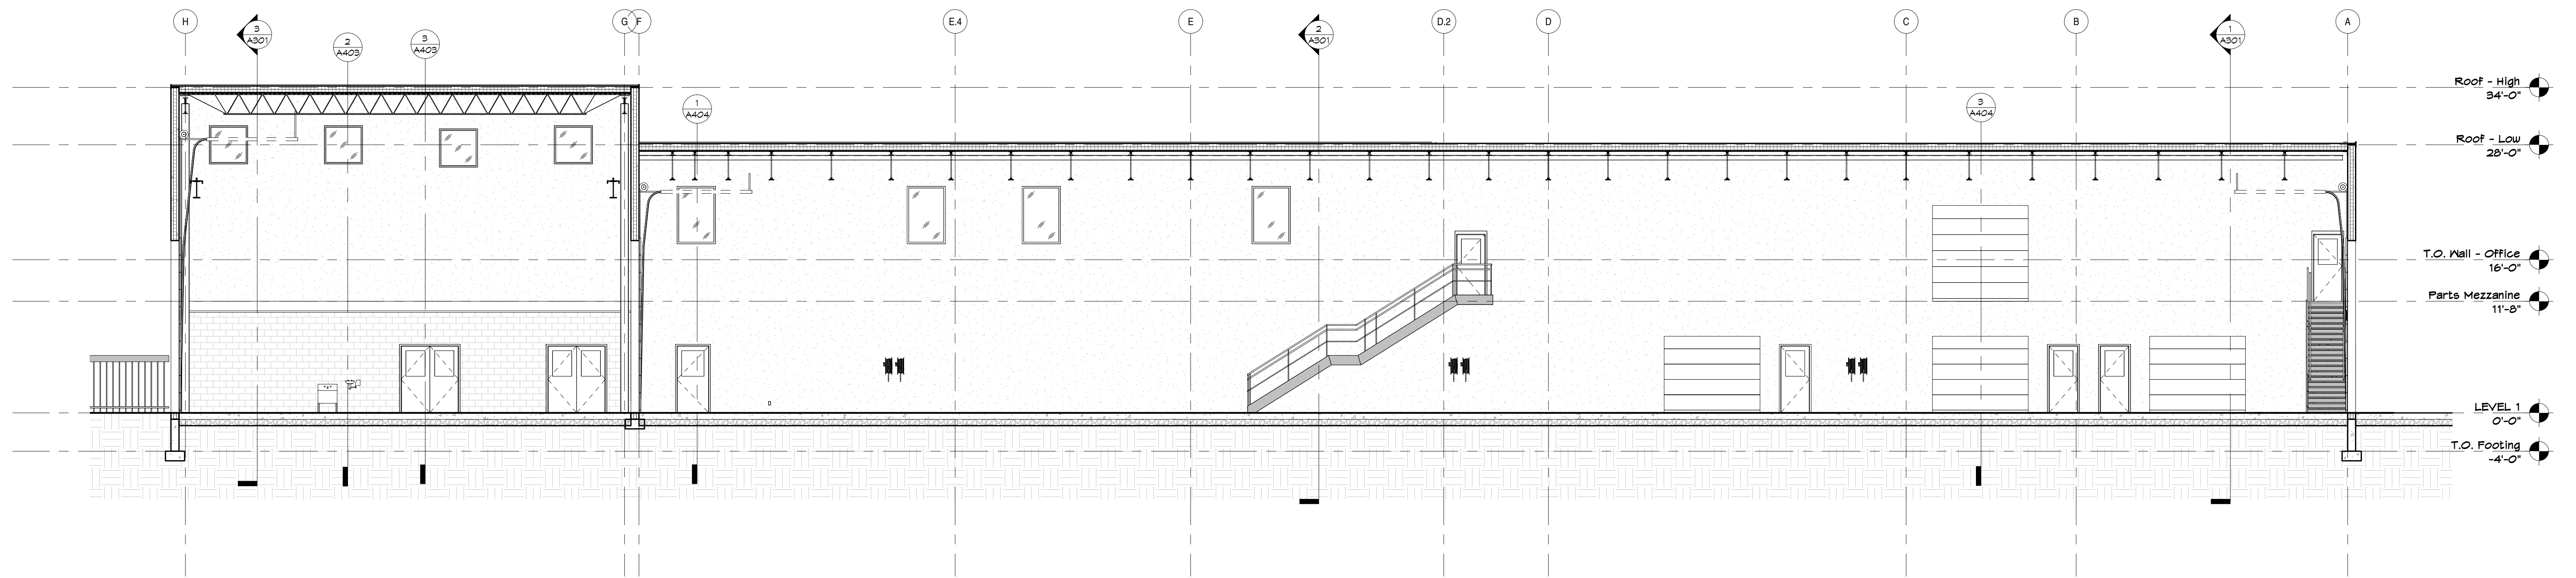 H
G
F
E.4
E
D.2
D
C
B
A
3
A301
2
A403
3
A403
2
A301
1
A301
1
A404
3
A404
Roof - High
34'-0"
Roof - Low
28'-0"
T.O. Wall - Office
16'-0"
Parts Mezzanine
11'-8"
LEVEL 1
0'-0"
T.O. Footing
-4'-0"